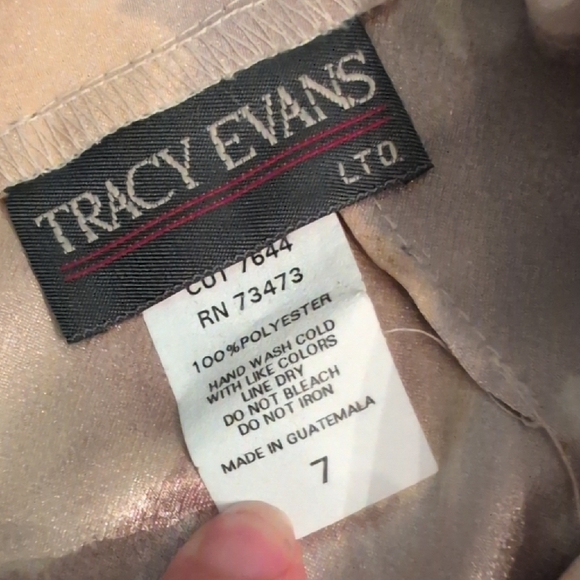 TRACY EVANS
LTD.
CUT 7644
RN 73473
100%POLYESTER
HAND WASH COLD
WITH LIKE COLORS
LINE DRY
DO NOT BLEACH
DO NOT IRON
MADE IN GUATEMALA
7